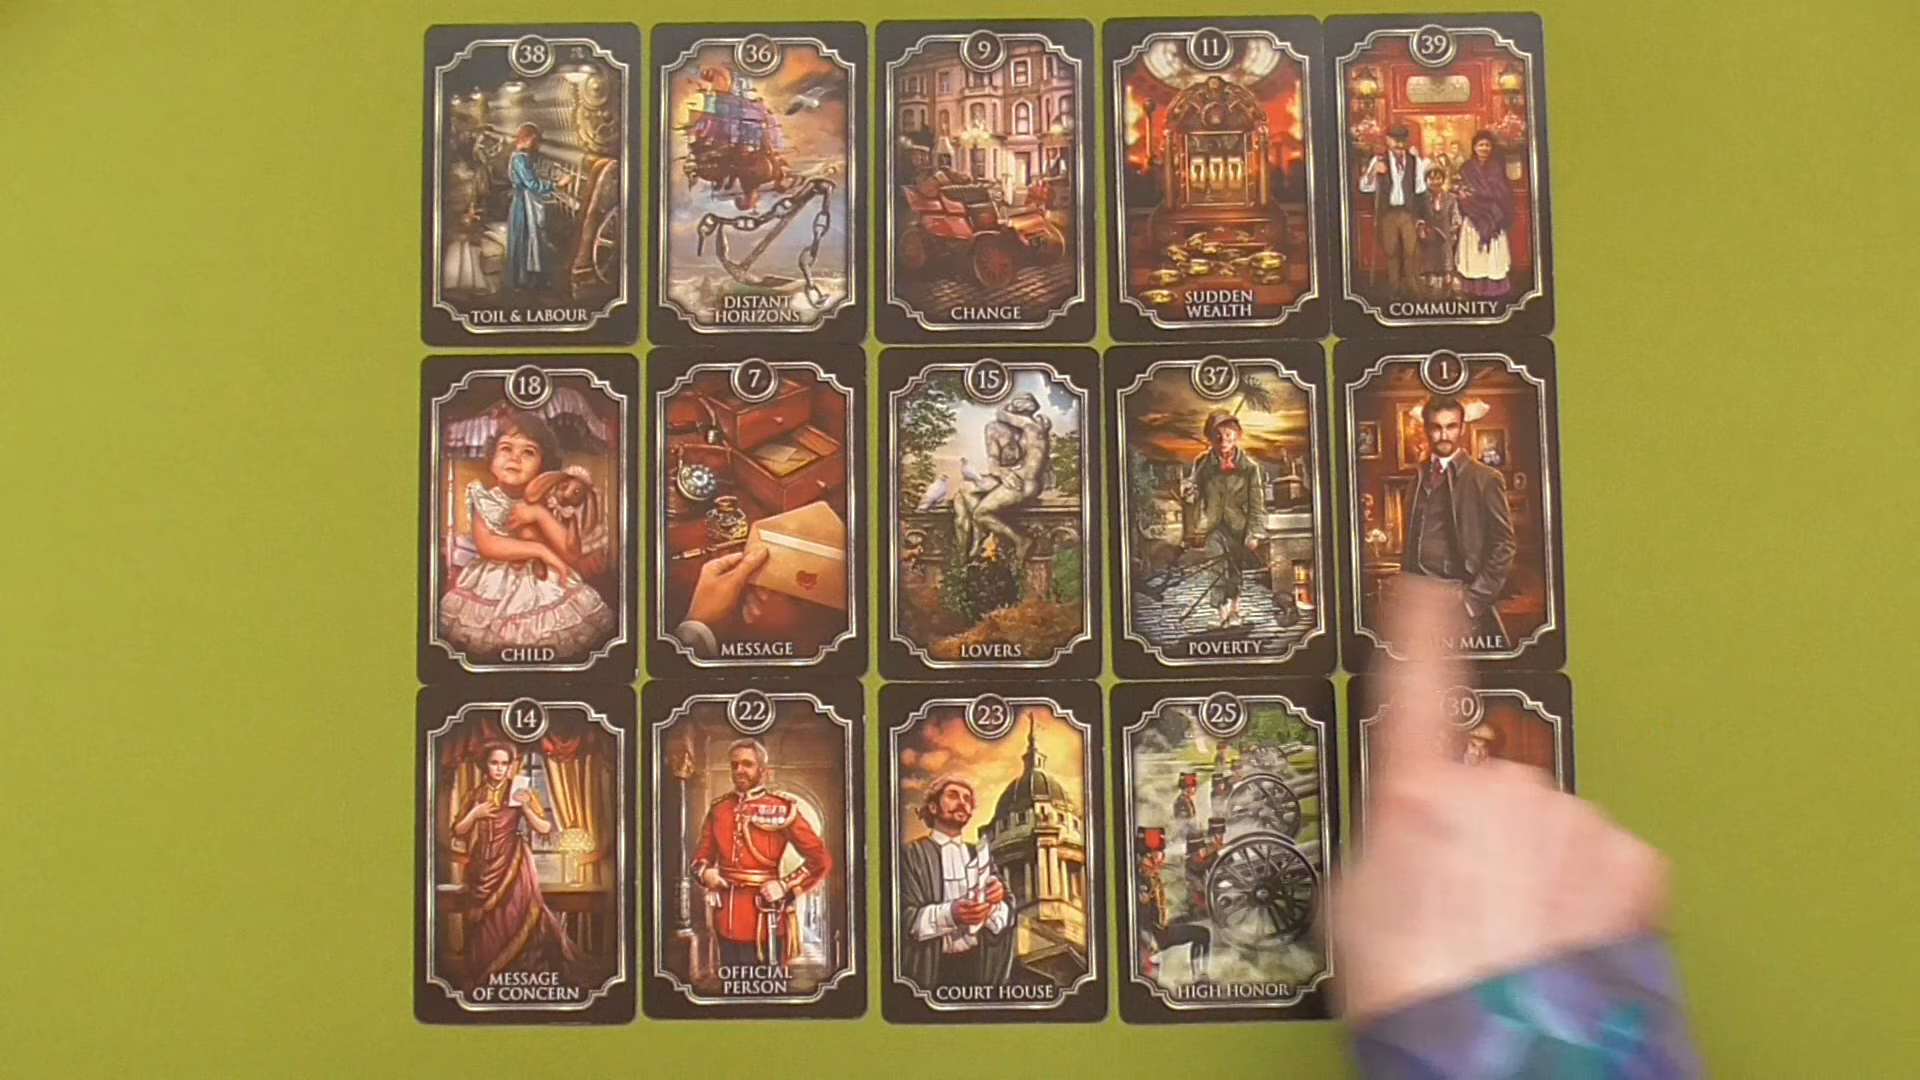 38
TOIL & LABOUR
36
DISTANT
HORIZONS
9
CHANGE
11
777
SUDDEN
WEALTH
39
COMMUNITY
18
CHILD
7
MESSAGE
15
LOVERS
37
POVERTY
1
MALE
14
MESSAGE
OF CONCERN
22
OFFICIAL
PERSON
23
COURT HOUSE
25
HIGH HONOR
30